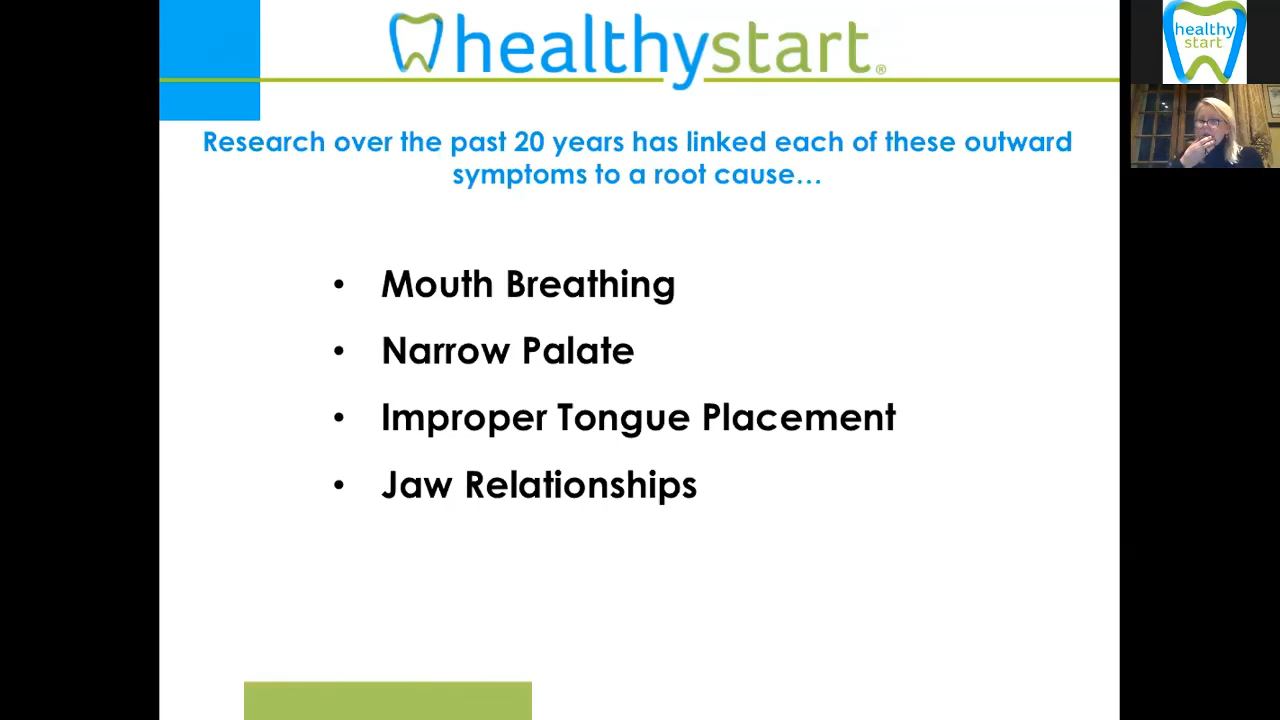 healthystart®
healthy
start
Research over the past 20 years has linked each of these outward
symptoms to a root cause…
• Mouth Breathing
• Narrow Palate
• Improper Tongue Placement
• Jaw Relationships